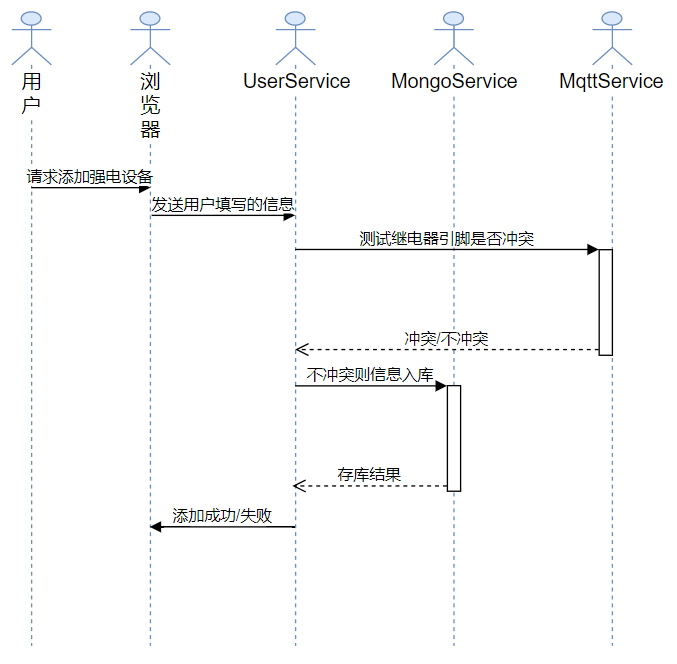 用
户
浏
览
器
UserService
MongoService
MqttService
请求添加强电设备
发送用户填写的信息
测试继电器引脚是否冲突
冲突/不冲突
不冲突则信息入库
存库结果
添加成功/失败